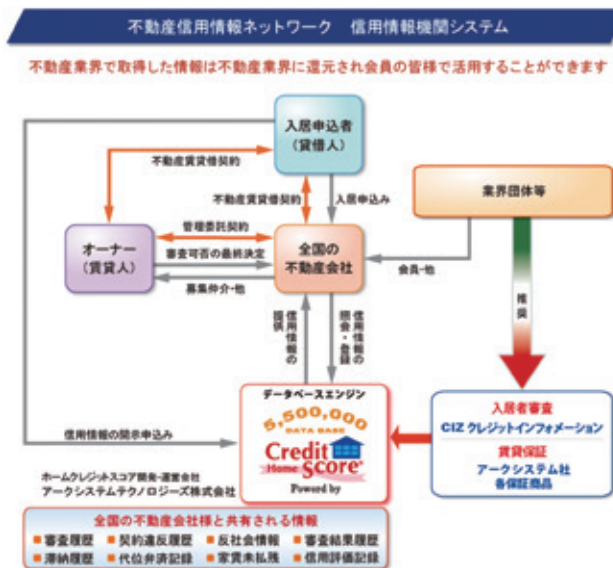 不動産信用情報ネットワーク 信用情報機関システム
不動産業界で取得した情報は不動産業界に還元され会員の皆様で活用することができます
入居申込者
(賃借人)
不動産賃貸借契約
不動産賃貸借契約
入居申込み
業界団体等
オーナー
(賃貸人)
管理委託契約
審査可否の最終決定
募集仲介・他
全国の
不動産会社
会員・他
推奨
信用情報の
提供
信用情報の
照会・登録
信用情報の開示申込み
データベースエンジン
5,500,000
DATA BASE
Credit
Home Score
Powered by
入居者審査
CIZ クレジットインフォメーション
賃貸保証
アークシステム社
各保証商品
ホームクレジットスコア開発・運営会社
アークシステムテクノロジーズ株式会社
全国の不動産会社様と共有される情報
■審査履歴 ■契約違反履歴 ■反社会情報 ■審査結果履歴
■滞納履歴 ■代位弁済記録 ■家賃未払残 ■信用評価記録